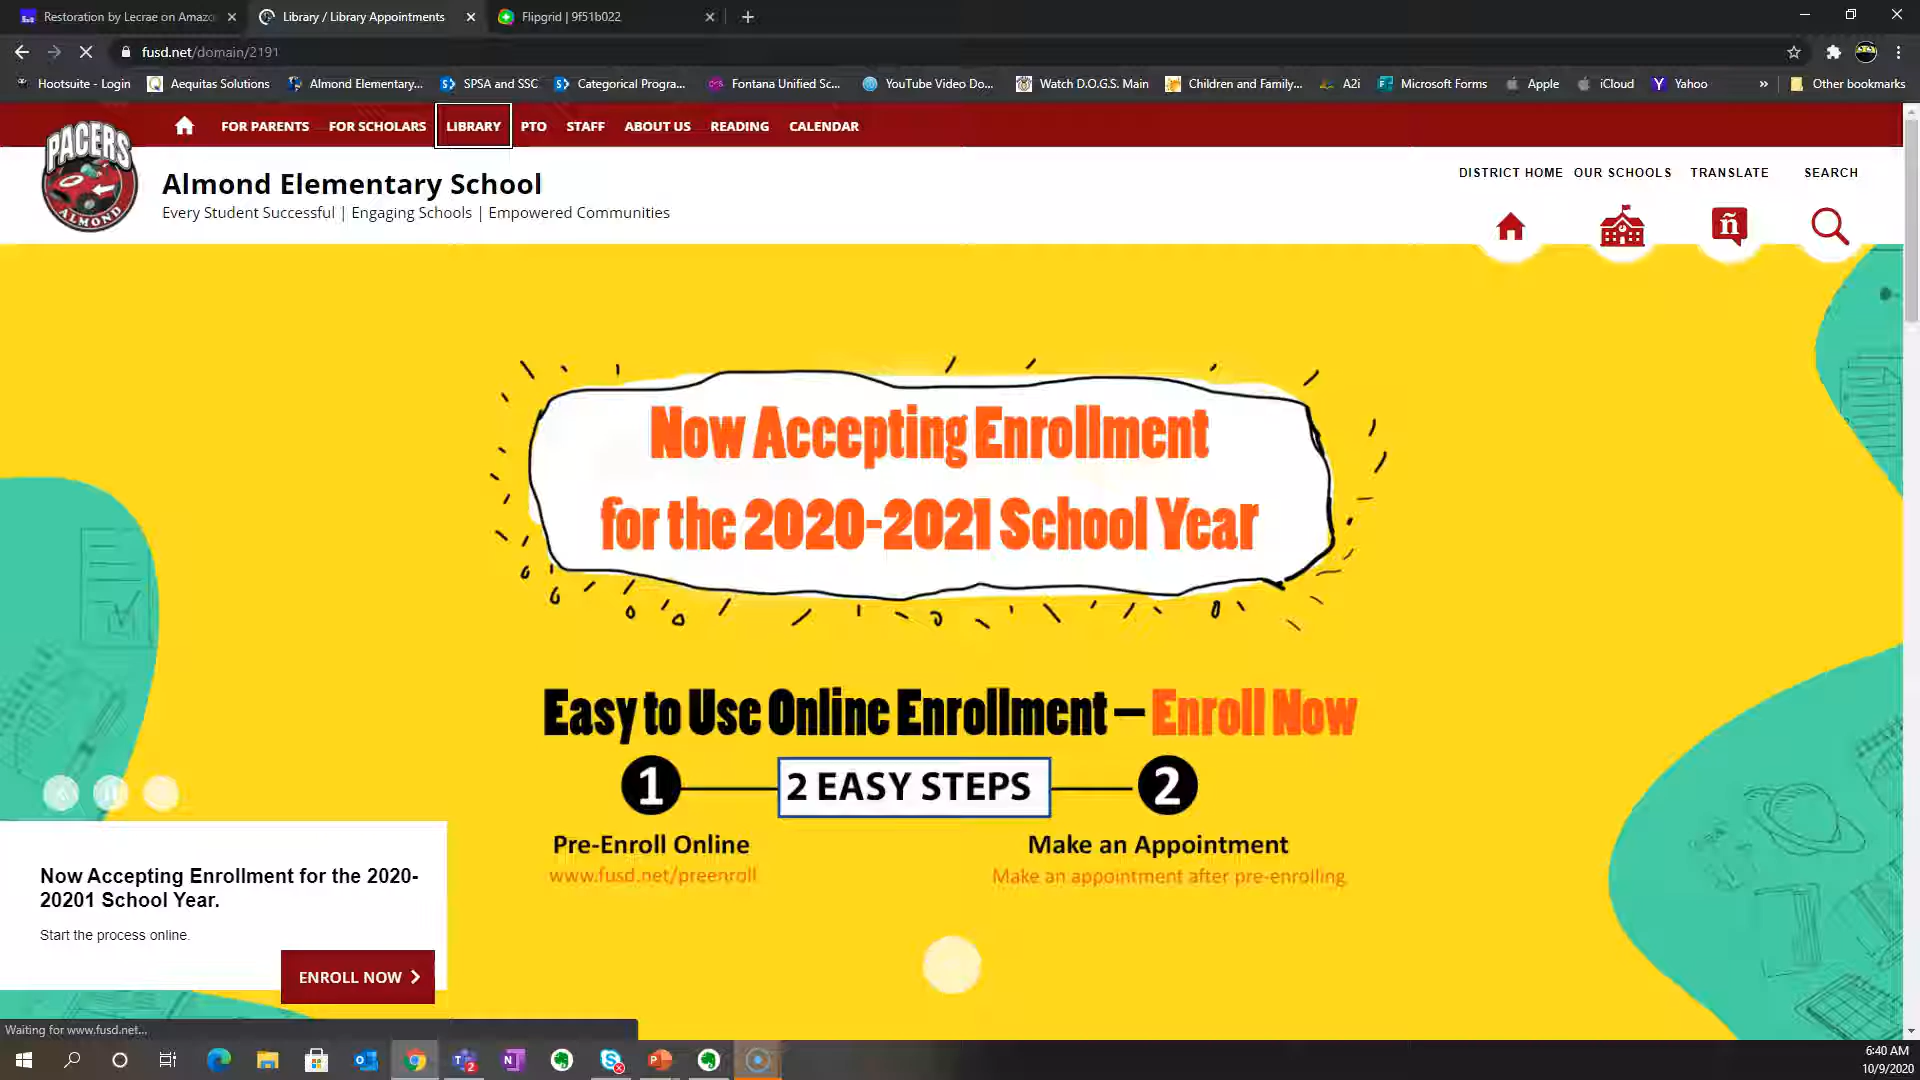 Restoration by Lecrae on Amazo
Library / Library Appointments
Flipgrid | 9f51b022
fusd.net/domain/2191
Hootsuite - Login
Aequitas Solutions
Almond Elementary...
SPSA and SSC
Categorical Progra...
Fontana Unified Sc...
YouTube Video Do...
Watch D.O.G.S. Main
Children and Family...
A2i
Microsoft Forms
Apple
iCloud
Yahoo
»
Other bookmarks
FOR PARENTS
FOR SCHOLARS
LIBRARY
PTO
STAFF
ABOUT US
READING
CALENDAR
PACERS
ALMOND
Almond Elementary School
Every Student Successful | Engaging Schools | Empowered Communities
DISTRICT HOME
OUR SCHOOLS
TRANSLATE
SEARCH
ñ
Now Accepting Enrollment
for the 2020-2021 School Year
Easy to Use Online Enrollment – Enroll Now
1
2 EASY STEPS
2
Pre-Enroll Online
www.fusd.net/preenroll
Make an Appointment
Make an appointment after pre-enrolling
Now Accepting Enrollment for the 2020-
20201 School Year.
Start the process online.
ENROLL NOW
Waiting for www.fusd.net...
6:40 AM
10/9/2020